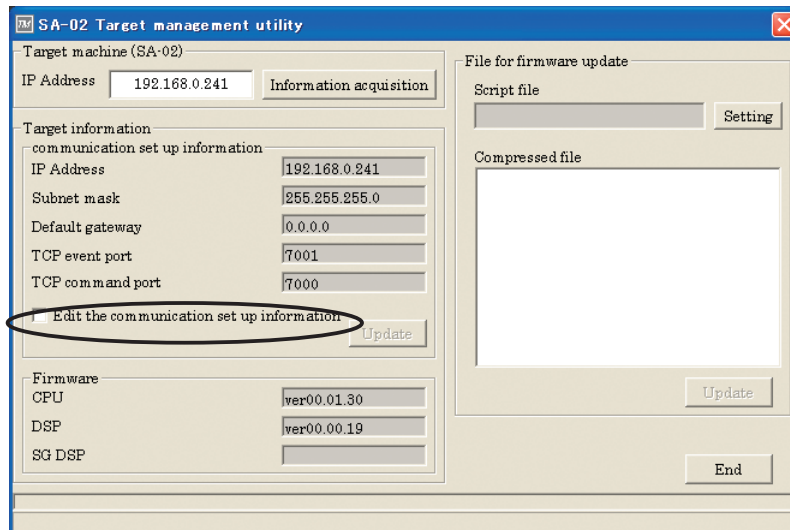 TM SA-02 Target management utility
Target machine (SA-02)
IP Address 192.168.0.241 Information acquisition
Target information
communication set up information
IP Address 192.168.0.241
Subnet mask 255.255.255.0
Default gateway 0.0.0.0
TCP event port 7001
TCP command port 7000
Edit the communication set up information
Update
Firmware
CPU ver00.01.30
DSP ver00.00.19
SG DSP
File for firmware update
Script file
Setting
Compressed file
Update
End